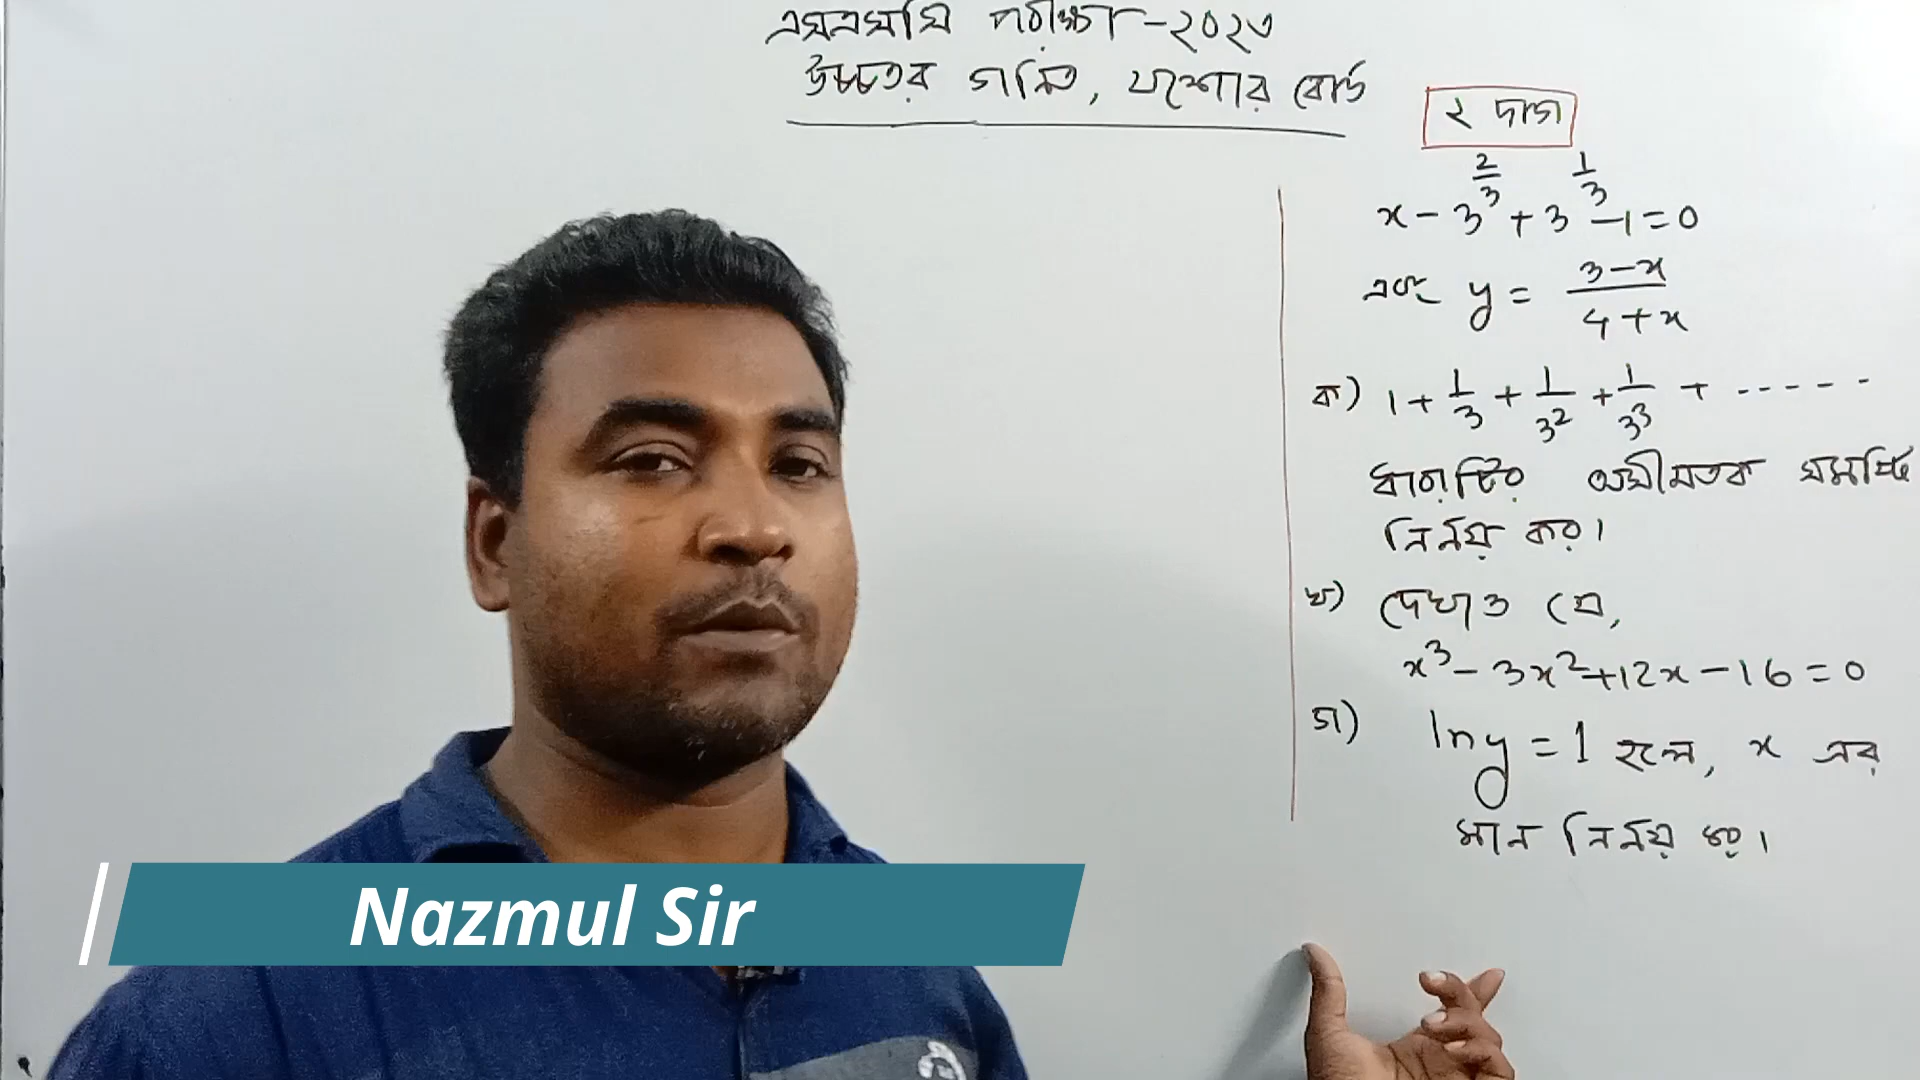 এসএসসি পরীক্ষা-২০২৩
উচ্চতর গণিত, যশোর বোর্ড
২ দাগ
x - 3^{2/3} + 3^{1/3} - 1 = 0
এবং y = (3-x)/(4+x)
ক) 1 + 1/3 + 1/3² + 1/3³ + -----
ধারাটির অসীমতক সমষ্টি
নির্ণয় কর।
খ) দেখাও যে,
x³ - 3x² + 12x - 16 = 0
গ) ln y = 1 হলে, x এর
মান নির্ণয় কর।
Nazmul Sir